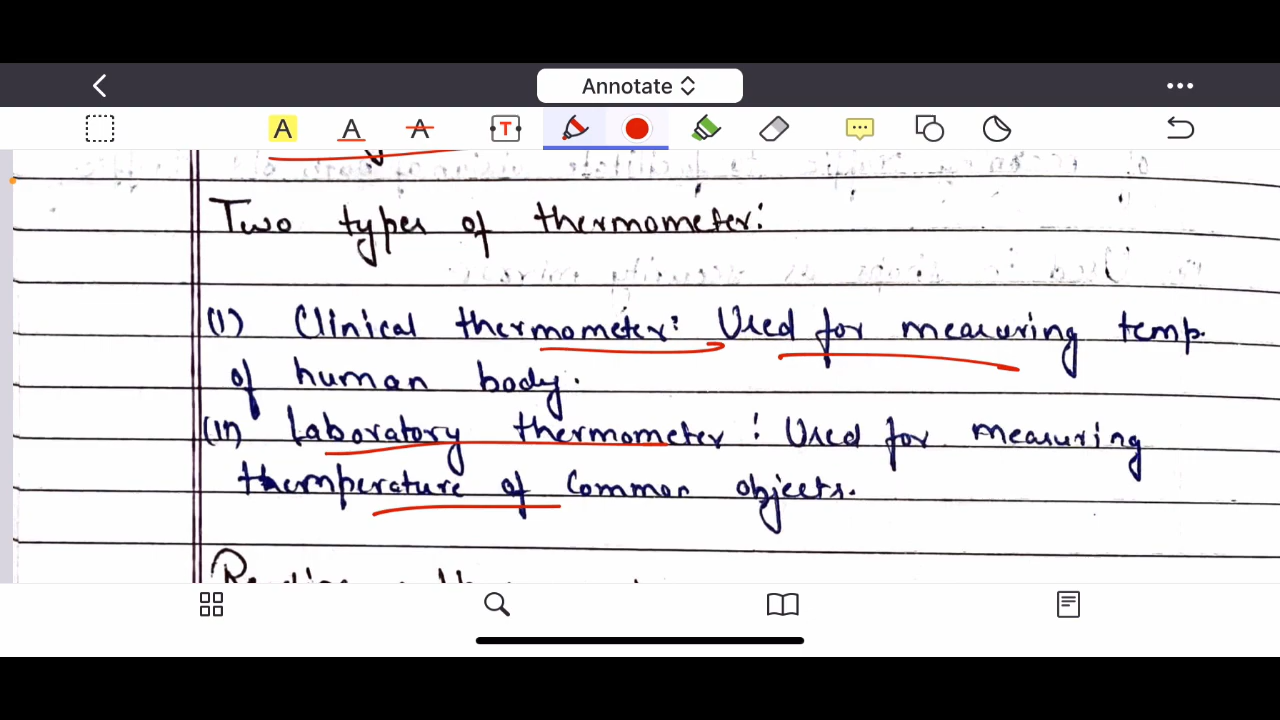 Annotate
Two types of thermometer:
(I) Clinical thermometer: Used for measuring temp.
of human body.
(II) Laboratory thermometer: Used for measuring
themperature of Common objects.